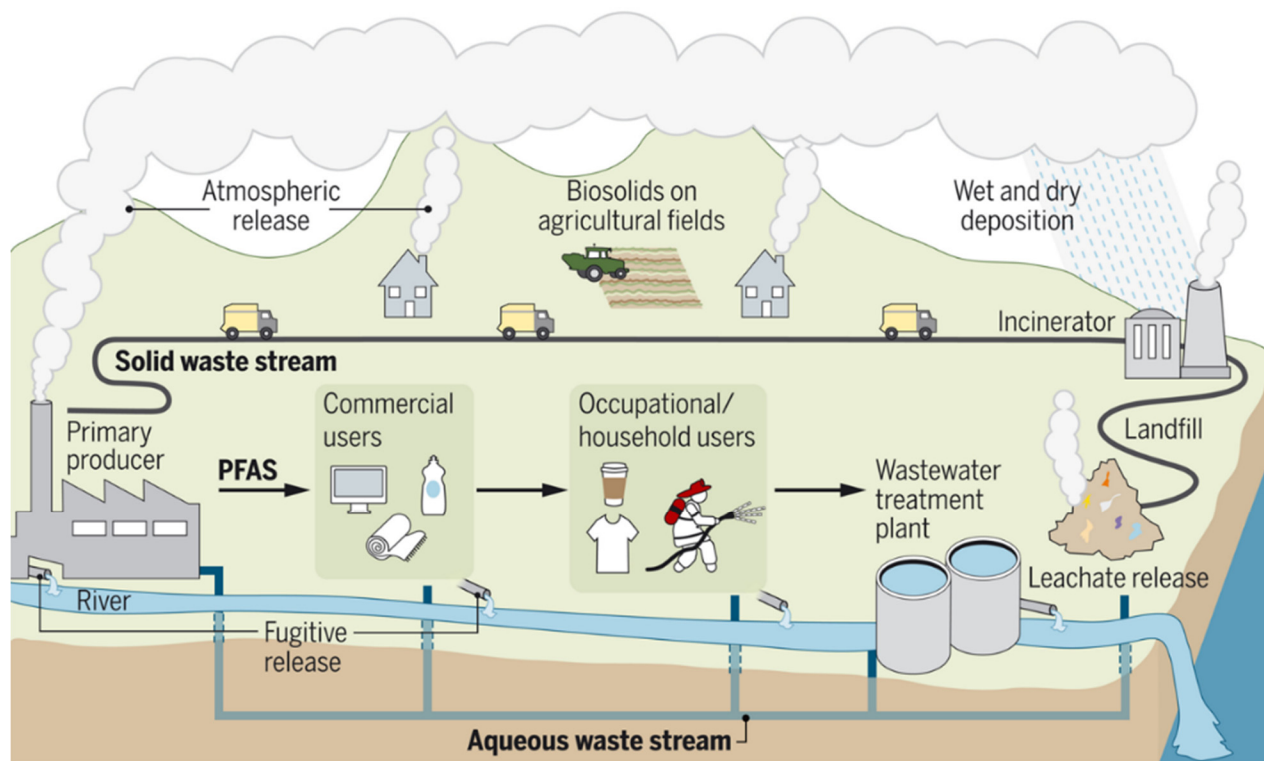 Atmospheric
release
Biosolids on
agricultural fields
Wet and dry
deposition
Incinerator
Solid waste stream
Primary
producer
PFAS
Commercial
users
Occupational/
household users
Wastewater
treatment
plant
Landfill
Leachate release
River
Fugitive
release
Aqueous waste stream